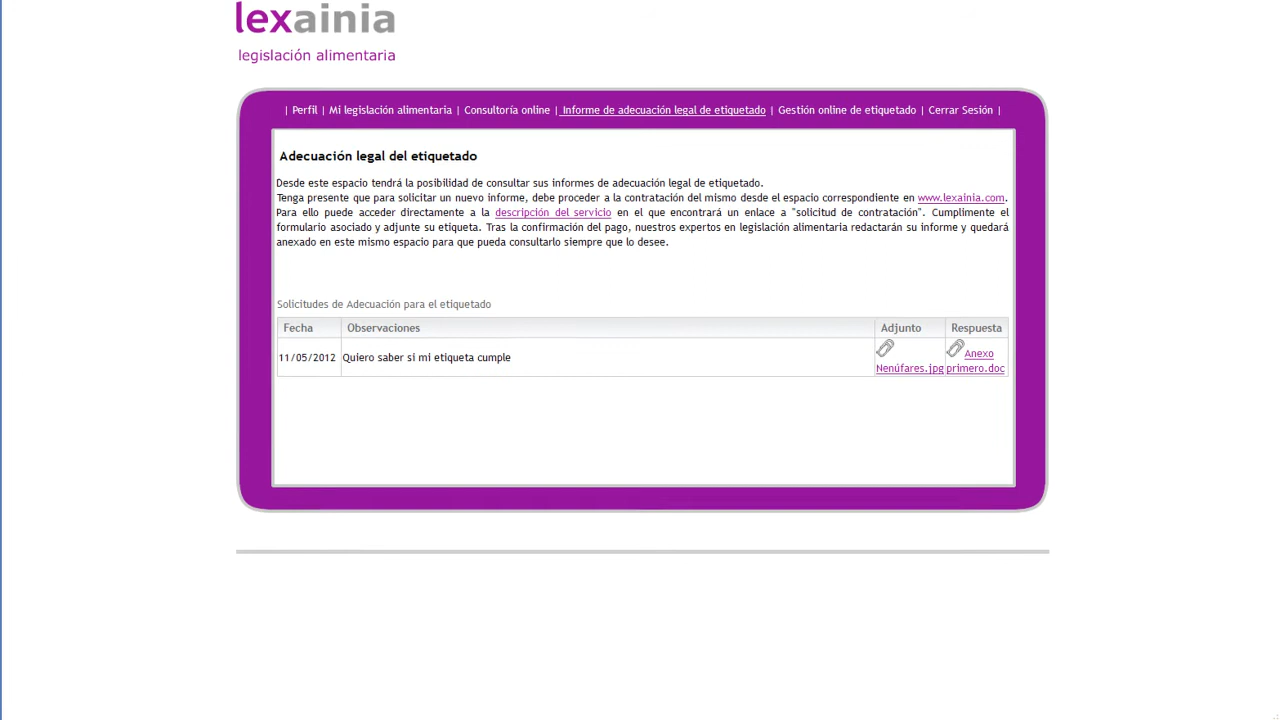 lexainia
legislación alimentaria
| Perfil | Mi legislación alimentaria | Consultoría online | Informe de adecuación legal de etiquetado | Gestión online de etiquetado | Cerrar Sesión |
Adecuación legal del etiquetado
Desde este espacio tendrá la posibilidad de consultar sus informes de adecuación legal de etiquetado.
Tenga presente que para solicitar un nuevo informe, debe proceder a la contratación del mismo desde el espacio correspondiente en www.lexainia.com.
Para ello puede acceder directamente a la descripción del servicio en el que encontrará un enlace a "solicitud de contratación". Cumplimente el
formulario asociado y adjunte su etiqueta. Tras la confirmación del pago, nuestros expertos en legislación alimentaria redactarán su informe y quedará
anexado en este mismo espacio para que pueda consultarlo siempre que lo desee.
Solicitudes de Adecuación para el etiquetado
Fecha Observaciones Adjunto Respuesta
11/05/2012 Quiero saber si mi etiqueta cumple Nenúfares.jpg Anexo
primero.doc